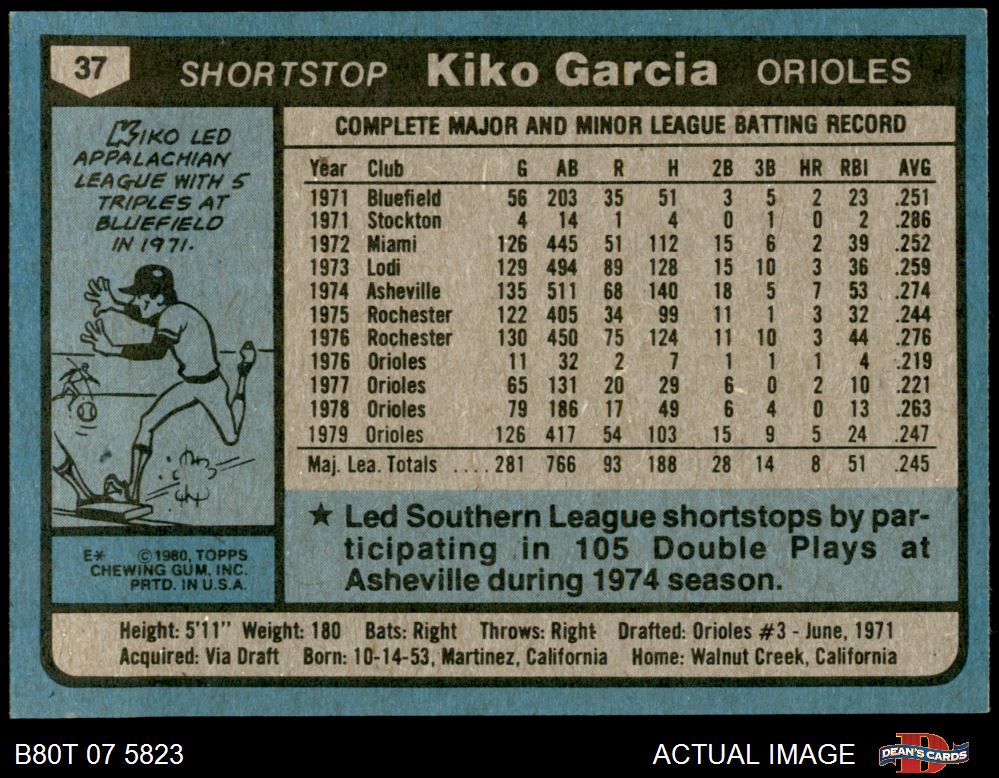 37 SHORTSTOP Kiko Garcia ORIOLES
KIKO LED
APPALACHIAN
LEAGUE WITH 5
TRIPLES AT
BLUEFIELD
IN 1971.
COMPLETE MAJOR AND MINOR LEAGUE BATTING RECORD
Year Club G AB R H 2B 3B HR RBI AVG
1971 Bluefield 56 203 35 51 3 5 2 23 .251
1971 Stockton 4 14 1 4 0 1 0 2 .286
1972 Miami 126 445 51 112 15 6 2 39 .252
1973 Lodi 129 494 89 128 15 10 3 36 .259
1974 Asheville 135 511 68 140 18 5 7 53 .274
1975 Rochester 122 405 34 99 11 1 3 32 .244
1976 Rochester 130 450 75 124 11 10 3 44 .276
1976 Orioles 11 32 2 7 1 1 1 4 .219
1977 Orioles 65 131 20 29 6 0 2 10 .221
1978 Orioles 79 186 17 49 6 4 0 13 .263
1979 Orioles 126 417 54 103 15 9 5 24 .247
Maj. Lea. Totals ....281 766 93 188 28 14 8 51 .245
★ Led Southern League shortstops by par-
ticipating in 105 Double Plays at
Asheville during 1974 season.
E* ©1980, TOPPS
CHEWING GUM, INC.
PRTD. IN U.S.A.
Height: 5'11" Weight: 180 Bats: Right Throws: Right Drafted: Orioles #3 - June, 1971
Acquired: Via Draft Born: 10-14-53, Martinez, California Home: Walnut Creek, California
B80T 07 5823 ACTUAL IMAGE D DEAN'S CARDS